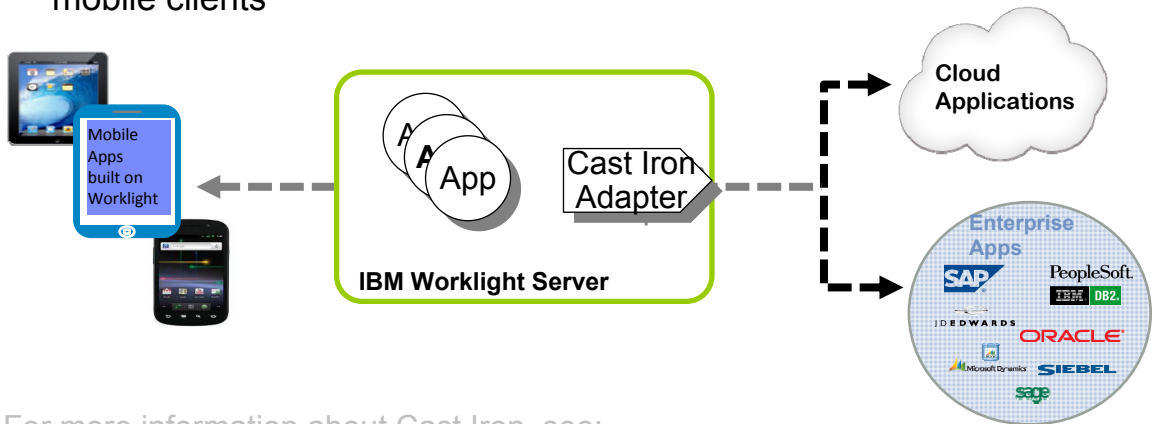 mobile clients
Mobile
Apps
built on
Worklight
A
A
App
Cast Iron
Adapter
IBM Worklight Server
Cloud
Applications
Enterprise
Apps
SAP
PeopleSoft.
IBM. DB2.
JDEDWARDS
ORACLE
Microsoft Dynamics
SIEBEL
sage
For more information about Cast Iron, see: